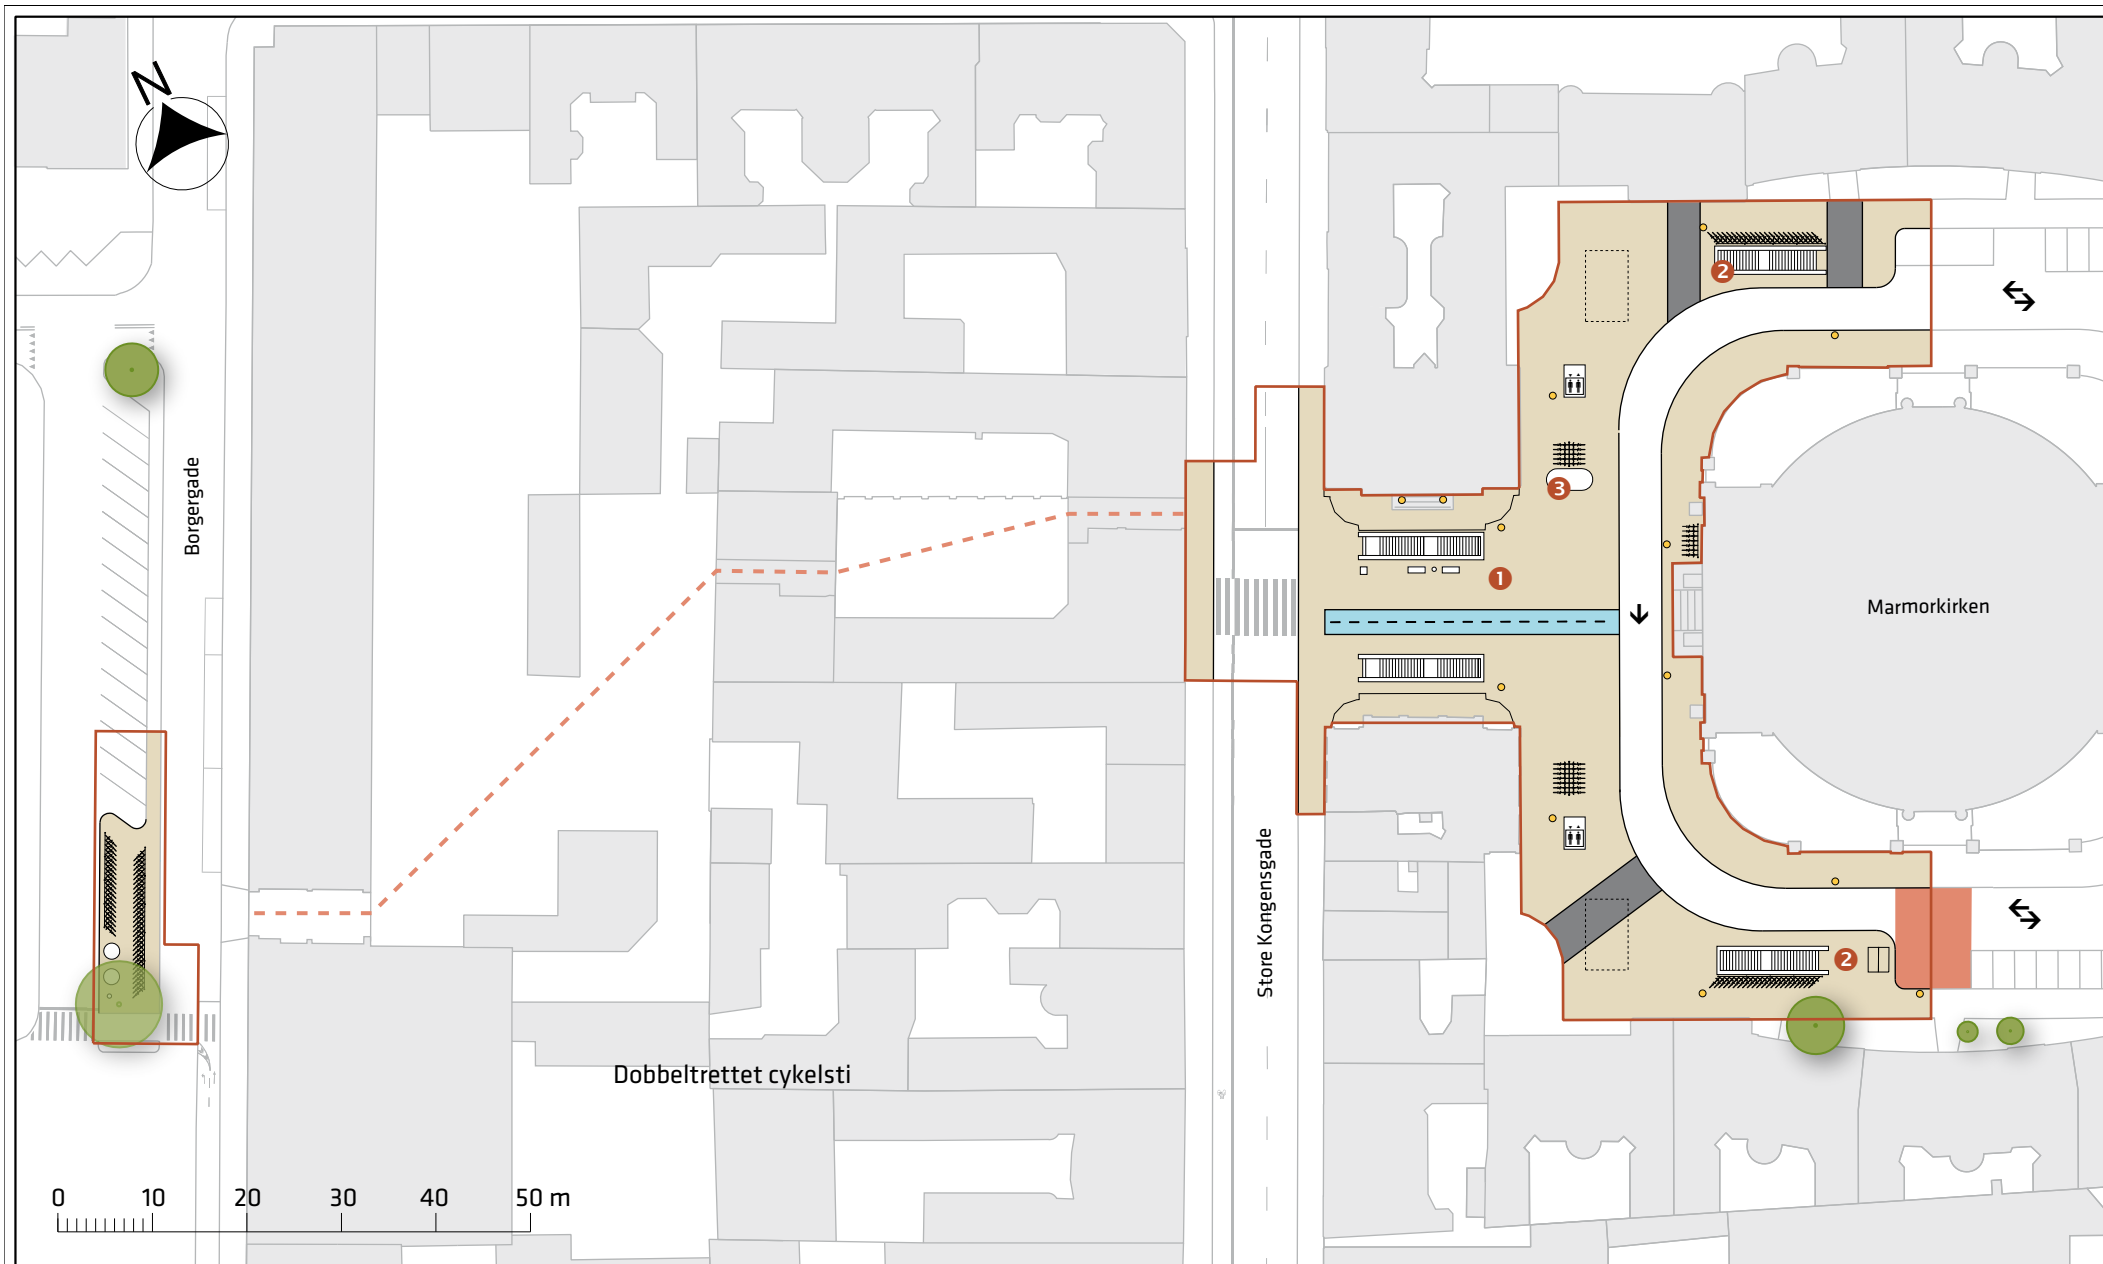 N
Borgergade
Store Kongensgade
2
3
1
Marmorkirken
2
Dobbeltrettet cykelsti
0 10 20 30 40 50 m